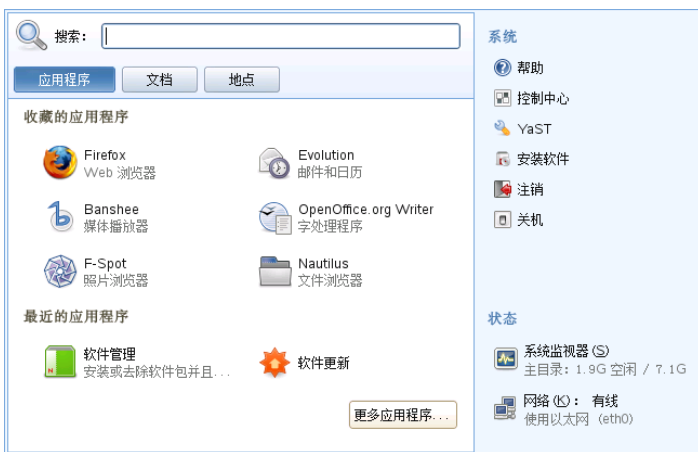 搜索:
应用程序
文档
地点
收藏的应用程序
Firefox
Web 浏览器
Evolution
邮件和日历
Banshee
媒体播放器
OpenOffice.org Writer
字处理程序
F-Spot
照片浏览器
Nautilus
文件浏览器
最近的应用程序
软件管理
安装或去除软件包并且...
软件更新
更多应用程序...
系统
帮助
控制中心
YaST
安装软件
注销
关机
状态
系统监视器(S)
主目录: 1.9G 空闲 / 7.1G
网络(K): 有线
使用以太网 (eth0)